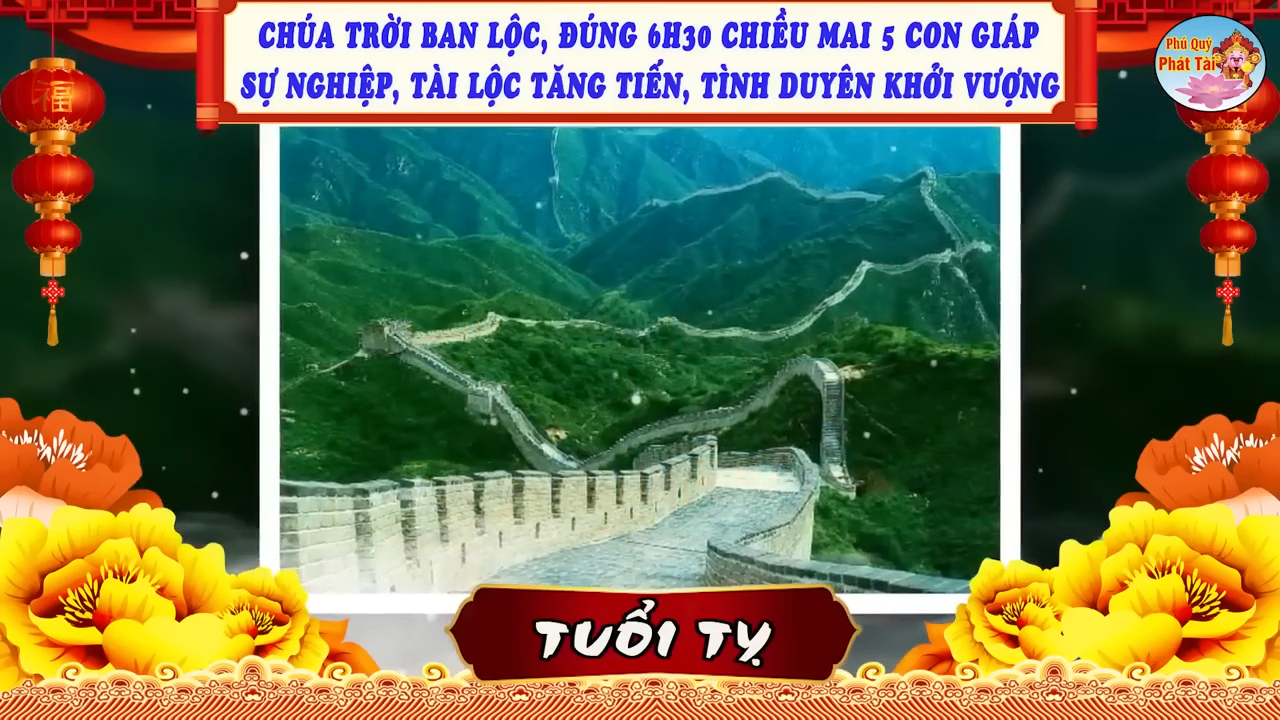 CHÚA TRỜI BAN LỘC, ĐÚNG 6H30 CHIỀU MAI 5 CON GIÁP
SỰ NGHIỆP, TÀI LỘC TĂNG TIẾN, TÌNH DUYÊN KHỞI VƯỢNG
Phú Quý
Phát Tài
福
TUỔI TỴ